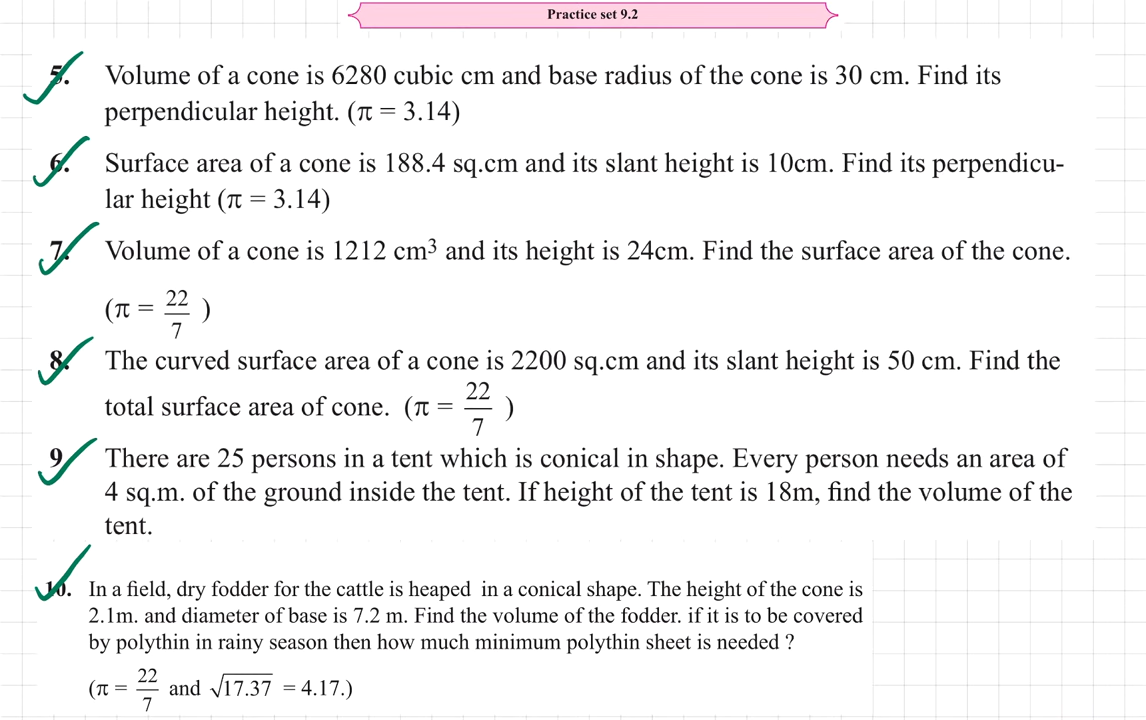 Practice set 9.2
5. Volume of a cone is 6280 cubic cm and base radius of the cone is 30 cm. Find its
perpendicular height. (π = 3.14)
6. Surface area of a cone is 188.4 sq.cm and its slant height is 10cm. Find its perpendicu-
lar height (π = 3.14)
7. Volume of a cone is 1212 cm³ and its height is 24cm. Find the surface area of the cone.
(π = 22/7 )
8. The curved surface area of a cone is 2200 sq.cm and its slant height is 50 cm. Find the
total surface area of cone. (π = 22/7 )
9 There are 25 persons in a tent which is conical in shape. Every person needs an area of
4 sq.m. of the ground inside the tent. If height of the tent is 18m, find the volume of the
tent.
10. In a field, dry fodder for the cattle is heaped in a conical shape. The height of the cone is
2.1m. and diameter of base is 7.2 m. Find the volume of the fodder. if it is to be covered
by polythin in rainy season then how much minimum polythin sheet is needed ?
(π = 22/7 and √17.37 = 4.17.)